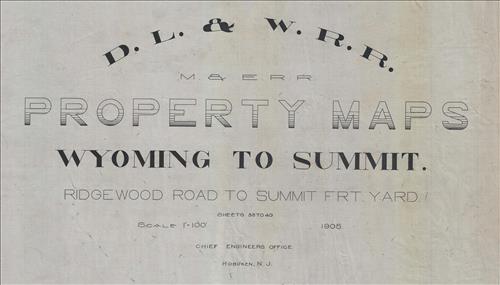 D. L. & W. R. R.
M. & E. R. R.
PROPERTY MAPS
WYOMING TO SUMMIT.
RIDGEWOOD ROAD TO SUMMIT FRT. YARD.
SHEETS 38 TO 49
SCALE 1"=100' 1905.
CHIEF ENGINEERS OFFICE
HOBOKEN, N. J.